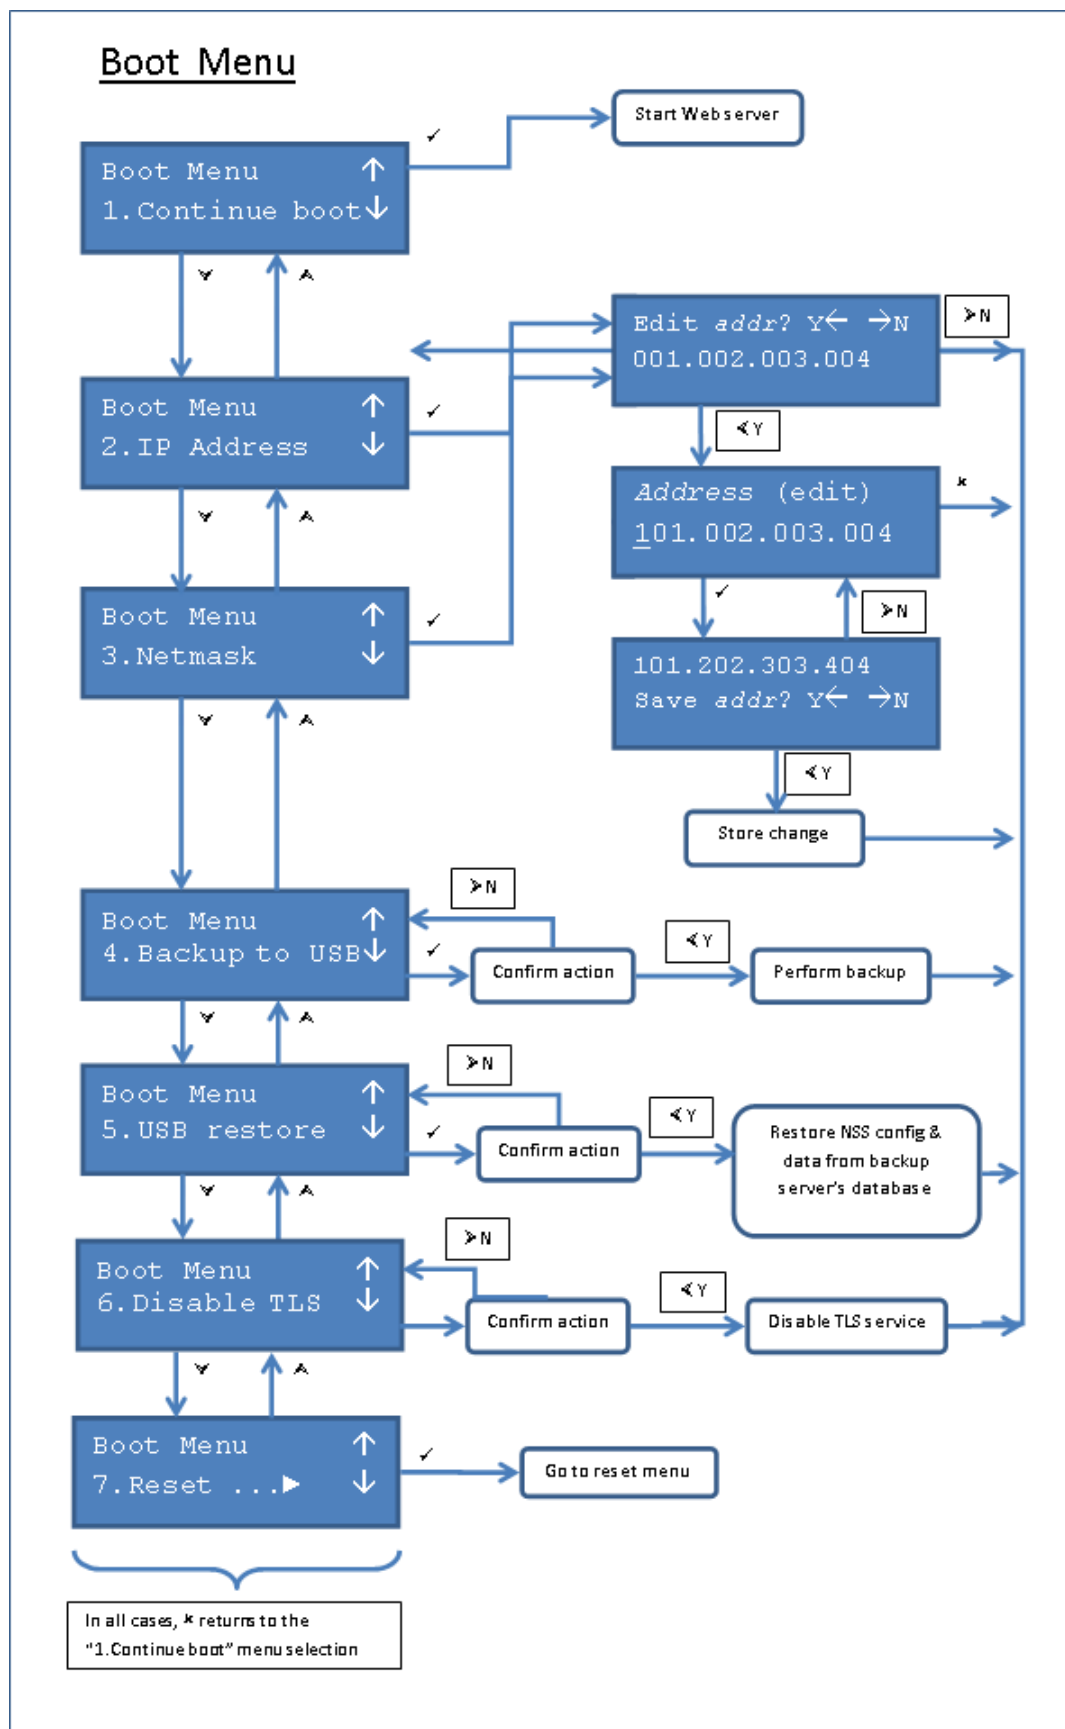 Boot Menu
✓
Start Web server
Boot Menu ↑
1.Continue boot ↓
⋎ ⋏
Edit addr? Y← →N
001.002.003.004
⋗N
Boot Menu ↑
2.IP Address ↓
✓
⋖Y
Address (edit)
101.002.003.004
*
⋎ ⋏
✓
⋗N
Boot Menu ↑
3.Netmask ↓
✓
101.202.303.404
Save addr? Y← →N
⋎ ⋏
⋖Y
Store change
⋗N
Boot Menu ↑
4.Backup to USB ↓
✓
Confirm action
⋖Y
Perform backup
⋎ ⋏
⋗N
Boot Menu ↑
5.USB restore ↓
✓
Confirm action
⋖Y
Restore NSS config &
data from backup
server's database
⋎ ⋏
⋗N
Boot Menu ↑
6.Disable TLS ↓
Confirm action
⋖Y
Disable TLS service
⋎ ⋏
Boot Menu ↑
7.Reset ...► ↓
✓
Go to reset menu
In all cases, * returns to the
"1.Continue boot" menu selection